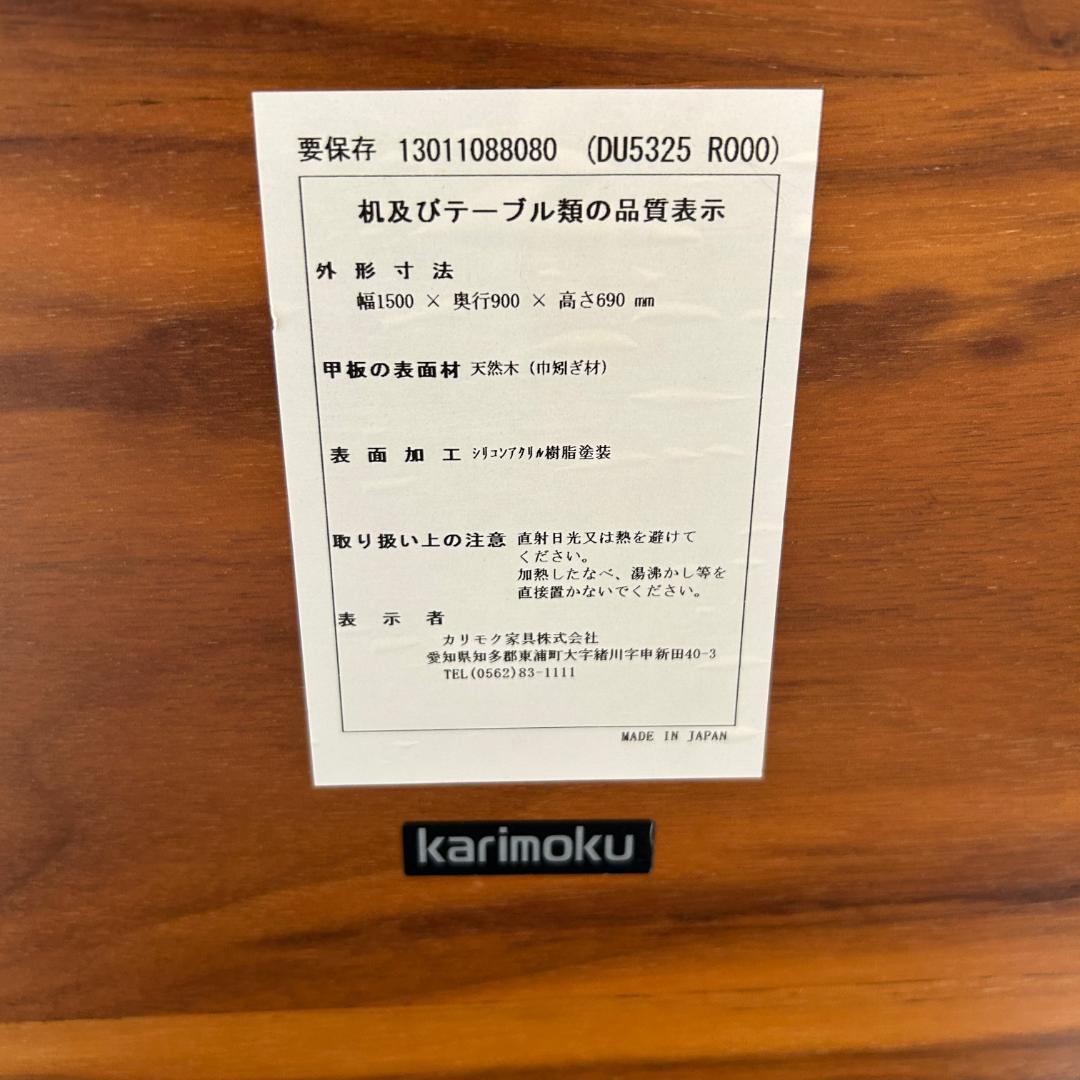 要保存 13011088080 (DU5325 R000)
机及びテーブル類の品質表示
外形寸法
幅1500 × 奥行900 × 高さ690 mm
甲板の表面材 天然木 (巾矧ぎ材)
表面加工 シリコンアクリル樹脂塗装
取り扱い上の注意 直射日光又は熱を避けて
ください。
加熱したなべ、湯沸かし等を
直接置かないでください。
表示者
カリモク家具株式会社
愛知県知多郡東浦町大字緒川字申新田40-3
TEL(0562)83-1111
MADE IN JAPAN
karimoku